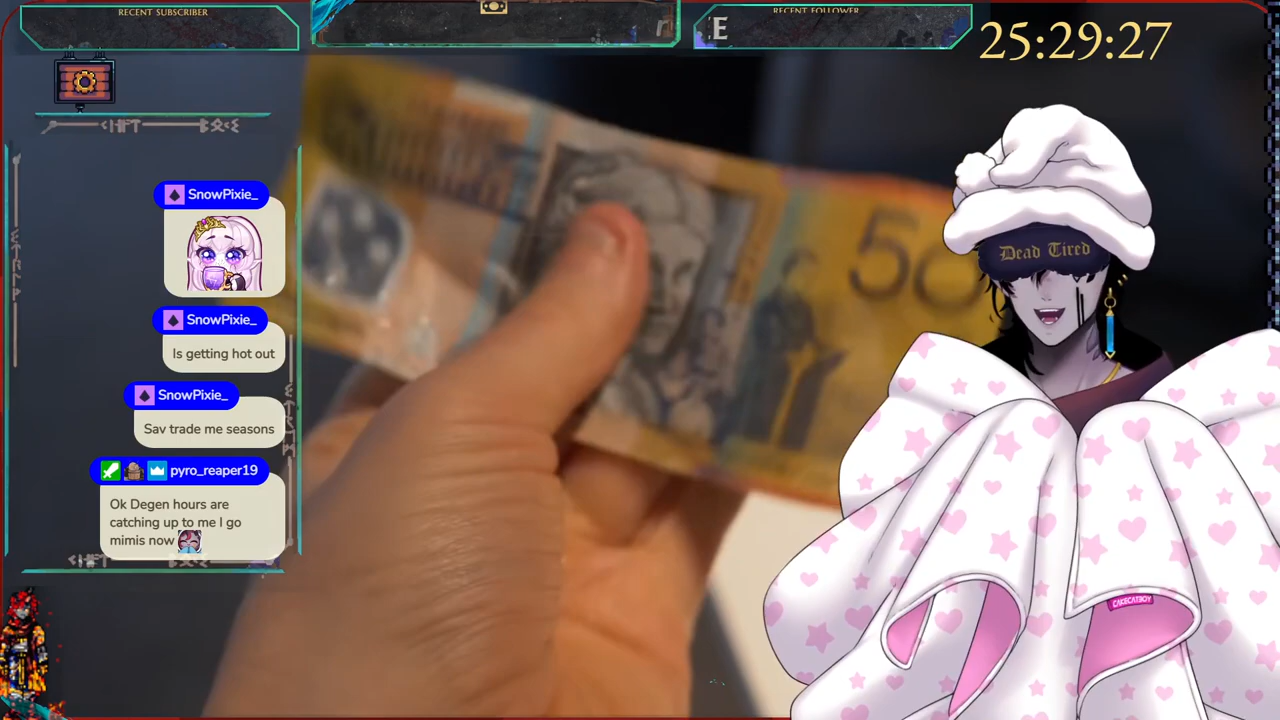 RECENT SUBSCRIBER
RECENT FOLLOWER
E
25:29:27
SnowPixie_
SnowPixie_
Is getting hot out
SnowPixie_
Sav trade me seasons
pyro_reaper19
Ok Degen hours are
catching up to me I go
mimis now
50
Dead Tired
CAKECATBOY